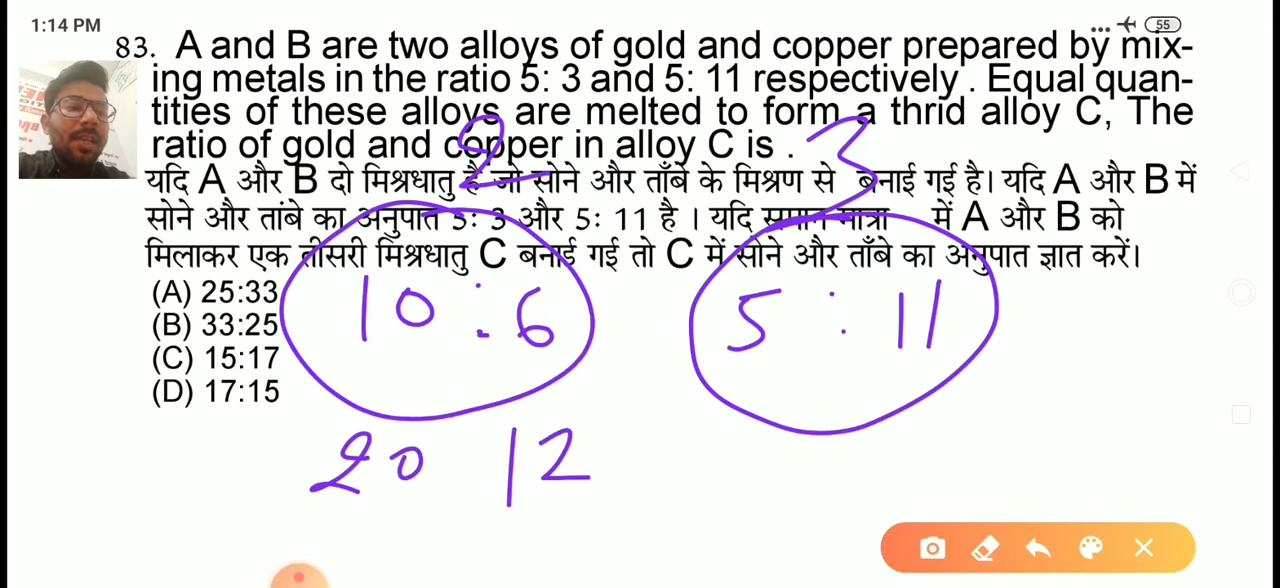 1:14 PM
... 55
83. A and B are two alloys of gold and copper prepared by mix-
ing metals in the ratio 5: 3 and 5: 11 respectively . Equal quan-
tities of these alloys are melted to form a thrid alloy C, The
ratio of gold and copper in alloy C is .
2 3
यदि A और B दो मिश्रधातु है जो सोने और ताँबे के मिश्रण से बनाई गई है। यदि A और B में
सोने और तांबे का अनुपात 5: 3 और 5: 11 है । यदि समान मात्रा में A और B को
मिलाकर एक तीसरी मिश्रधातु C बनाई गई तो C में सोने और ताँबे का अनुपात ज्ञात करें।
(A) 25:33
(B) 33:25
(C) 15:17
(D) 17:15
10 : 6 5 : 11
20 12